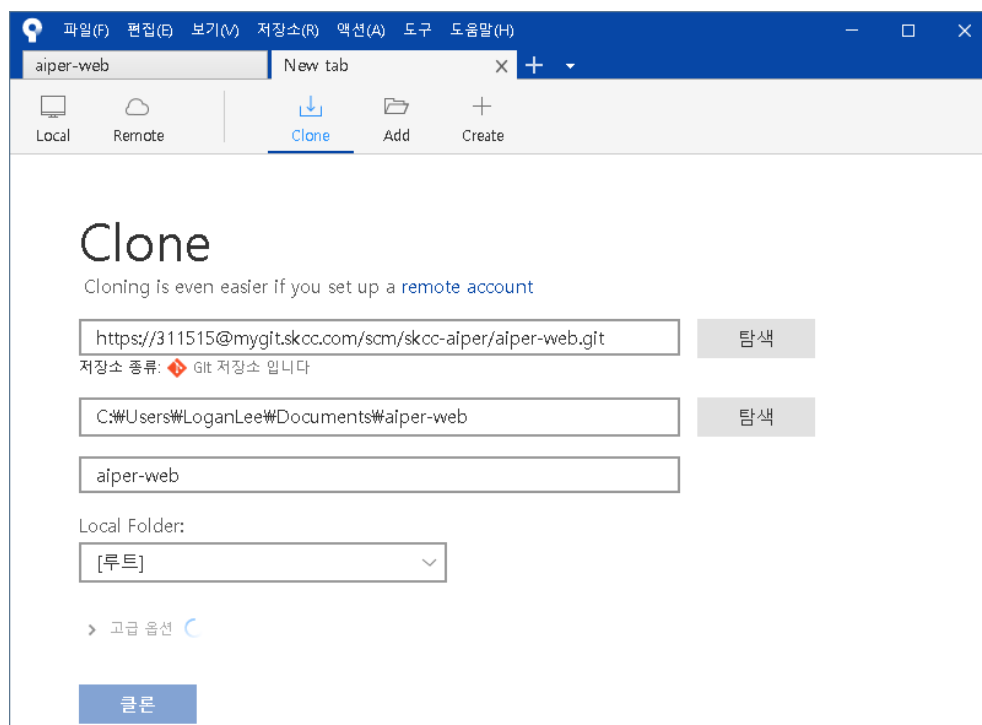 파일(F) 편집(E) 보기(V) 저장소(R) 액션(A) 도구 도움말(H)
aiper-web New tab
Local Remote Clone Add Create
Clone
Cloning is even easier if you set up a remote account
https://311515@mygit.skcc.com/scm/skcc-aiper/aiper-web.git 탐색
저장소 종류: Git 저장소 입니다
C:₩Users₩LoganLee₩Documents₩aiper-web 탐색
aiper-web
Local Folder:
[루트]
고급 옵션
클론